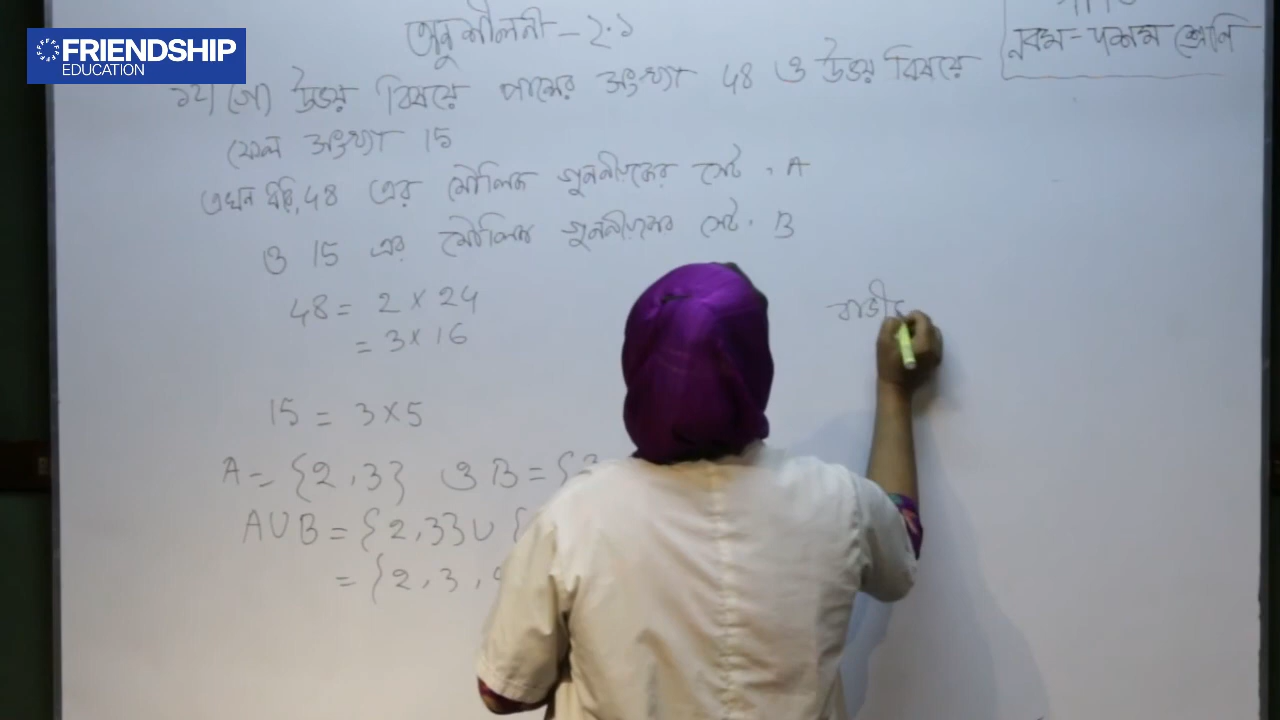 FRIENDSHIP
EDUCATION
অনুশীলনী – ২.১
নবম-দশম শ্রেণি
১২) (গ) উভয় বিষয়ে পাশের সংখ্যা 48 ও উভয় বিষয়ে
ফেল সংখ্যা 15
এখন ধরি, 48 এর মৌলিক গুণনীয়কের সেট = A
ও 15 এর মৌলিক গুণনীয়কের সেট = B
48 = 2 × 24
= 3 × 16
15 = 3 × 5
A = {2, 3} ও B = {3
A∪B = {2, 3} ∪ {
= {2, 3,
বাড়ীর